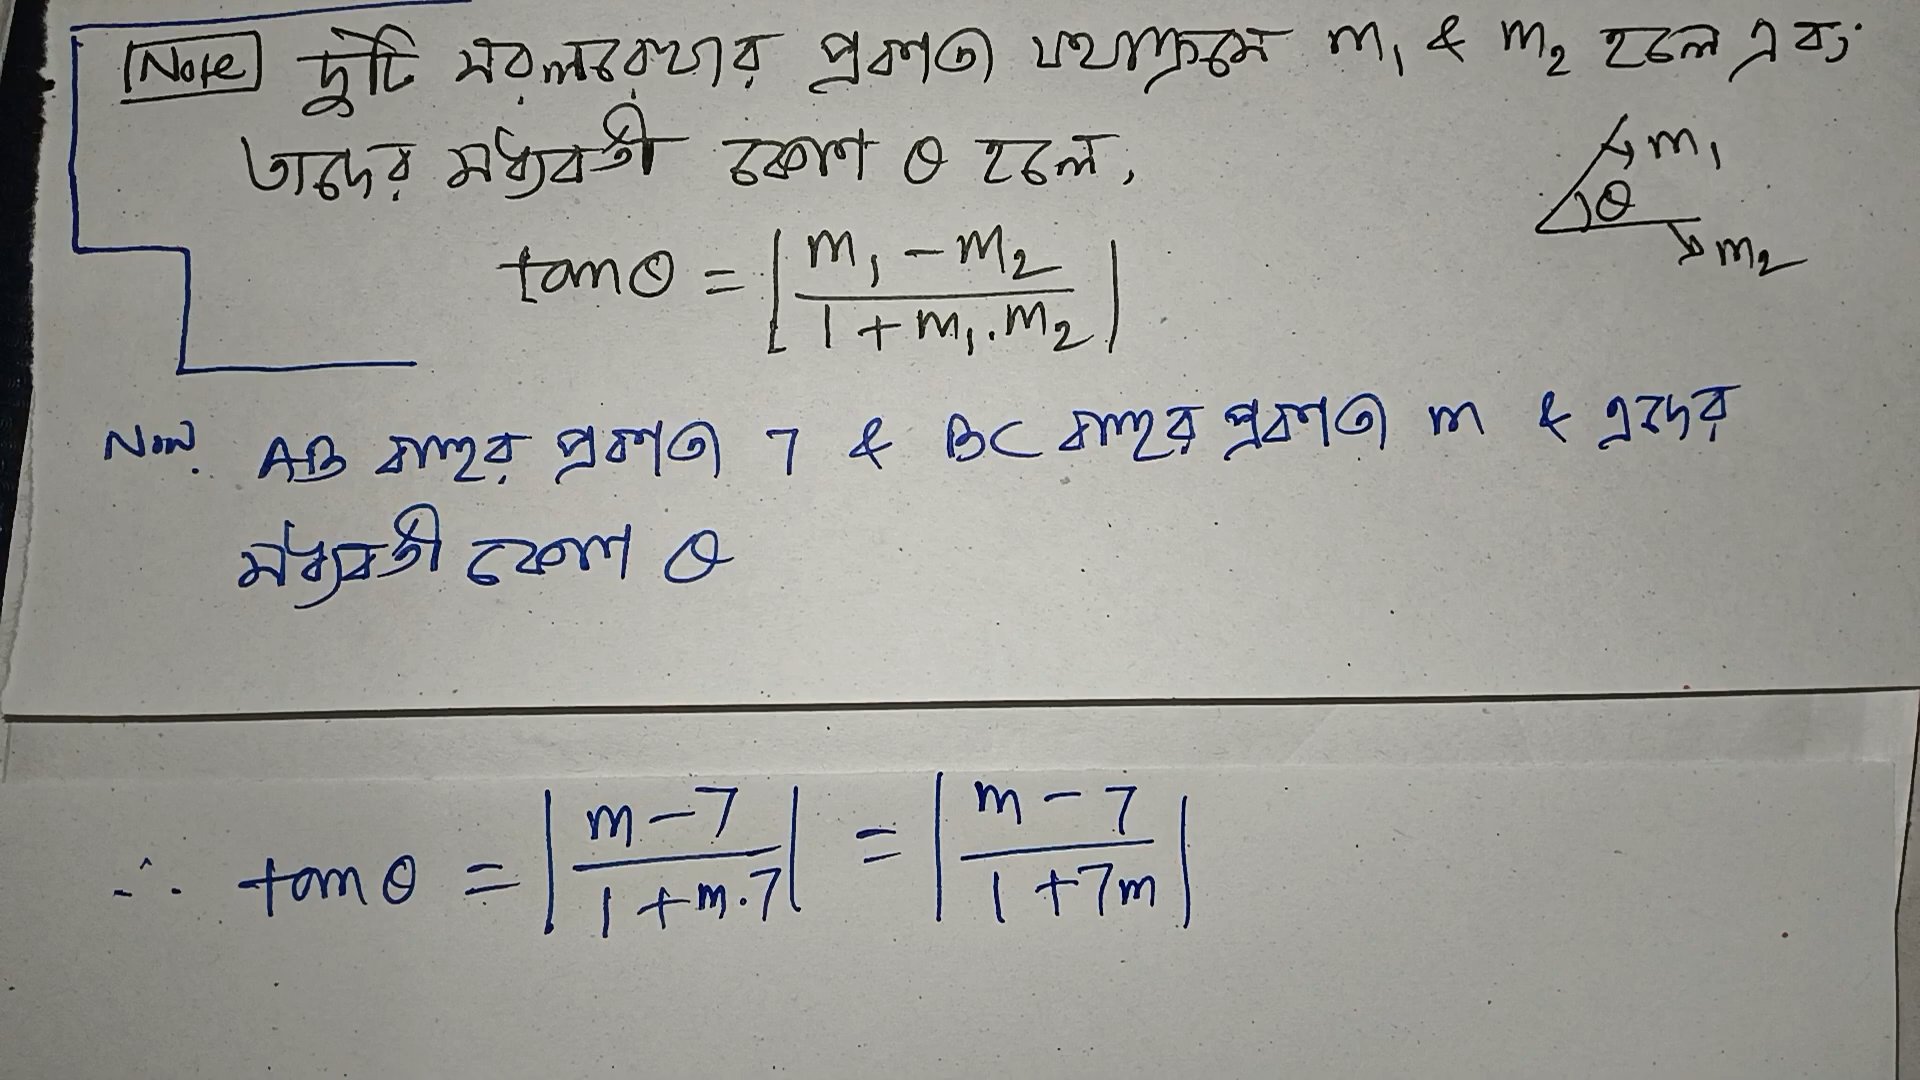 Note দুটি সরলরেখার প্রবণতা যথাক্রমে m₁ & m₂ হলে এবং
তাদের মধ্যবর্তী কোণ θ হলে,
m₁
θ
m₂
tanθ = |(m₁ - m₂)/(1 + m₁.m₂)|
Now. AB বাহুর প্রবণতা 7 & BC বাহুর প্রবণতা m & এদের
মধ্যবর্তী কোণ θ
∴ tanθ = |(m - 7)/(1 + m.7)| = |(m - 7)/(1 + 7m)|